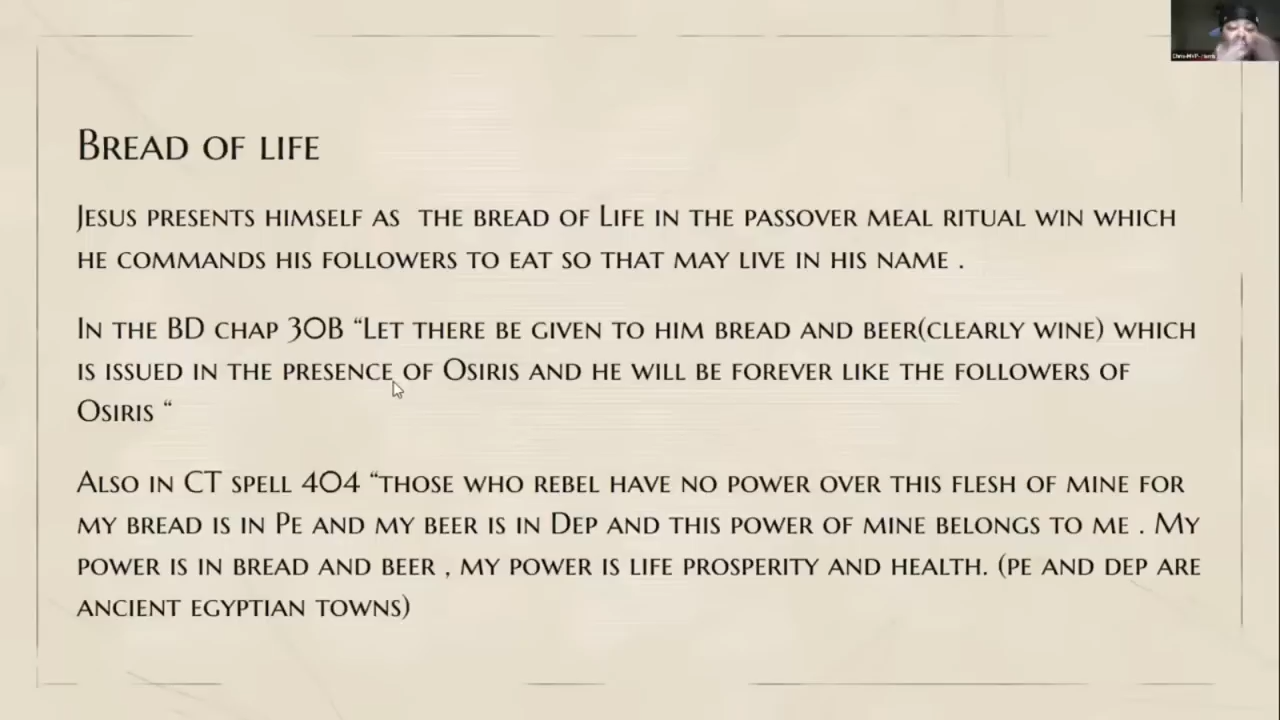 Bread of life
Jesus presents himself as the bread of Life in the passover meal ritual win which
he commands his followers to eat so that may live in his name .
In the BD chap 30B “Let there be given to him bread and beer(clearly wine) which
is issued in the presence of Osiris and he will be forever like the followers of
Osiris “
Also in CT spell 404 “those who rebel have no power over this flesh of mine for
my bread is in Pe and my beer is in Dep and this power of mine belongs to me . My
power is in bread and beer , my power is life prosperity and health. (pe and dep are
ancient egyptian towns)